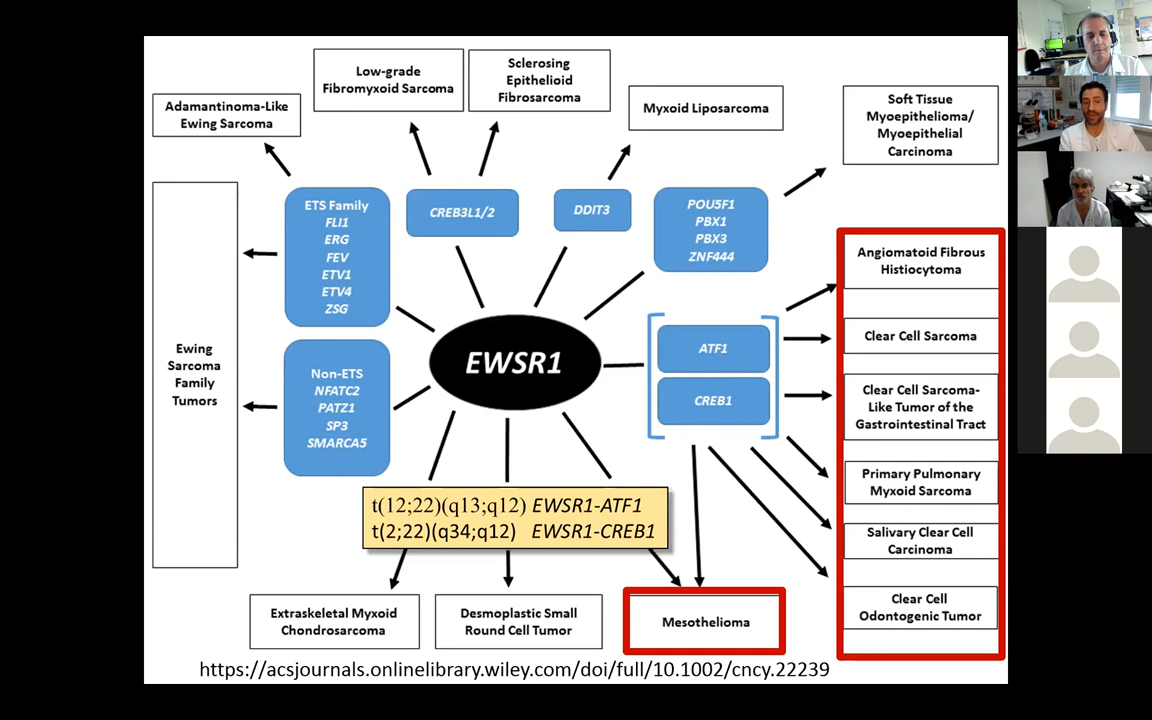 Low-grade
Fibromyxoid Sarcoma
Sclerosing
Epithelioid
Fibrosarcoma
Adamantinoma-Like
Ewing Sarcoma
Myxoid Liposarcoma
Soft Tissue
Myoepithelioma/
Myoepithelial
Carcinoma
ETS Family
FLI1
ERG
FEV
ETV1
ETV4
ZSG
CREB3L1/2
DDIT3
POU5F1
PBX1
PBX3
ZNF444
Angiomatoid Fibrous
Histiocytoma
Ewing
Sarcoma
Family
Tumors
EWSR1
ATF1
CREB1
Clear Cell Sarcoma
Clear Cell Sarcoma-
Like Tumor of the
Gastrointestinal Tract
Non-ETS
NFATC2
PATZ1
SP3
SMARCA5
Primary Pulmonary
Myxoid Sarcoma
t(12;22)(q13;q12) EWSR1-ATF1
t(2;22)(q34;q12) EWSR1-CREB1
Salivary Clear Cell
Carcinoma
Clear Cell
Odontogenic Tumor
Extraskeletal Myxoid
Chondrosarcoma
Desmoplastic Small
Round Cell Tumor
Mesothelioma
https://acsjournals.onlinelibrary.wiley.com/doi/full/10.1002/cncy.22239